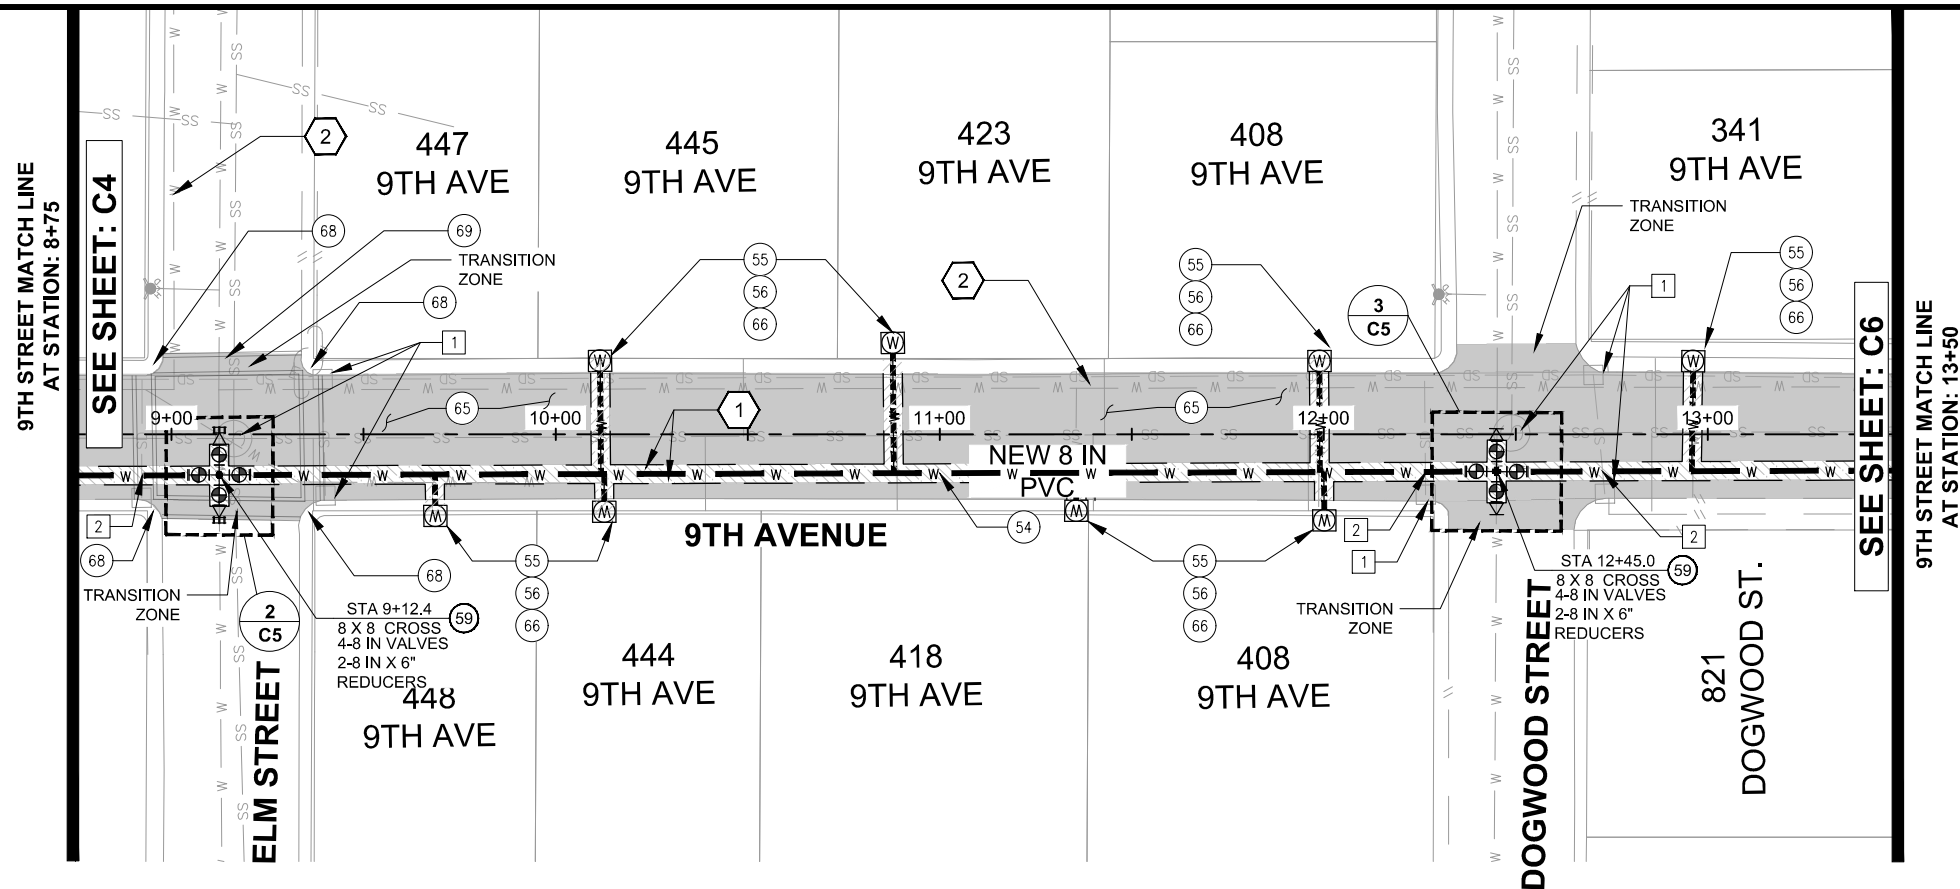 9TH STREET MATCH LINE
AT STATION: 8+75
SEE SHEET: C4
2
447
9TH AVE
445
9TH AVE
423
9TH AVE
408
9TH AVE
341
9TH AVE
TRANSITION
ZONE
68
69
TRANSITION
ZONE
68
1
55
56
66
2
55
56
66
3
C5
1
55
56
66
SEE SHEET: C6
9TH STREET MATCH LINE
AT STATION: 13+50
9+00
65
10+00
1
11+00
65
12+00
13+00
NEW 8 IN
PVC
2
68
TRANSITION
ZONE
2
C5
68
STA 9+12.4
8 X 8 CROSS
4-8 IN VALVES
2-8 IN X 6"
REDUCERS
59
55
56
66
9TH AVENUE
54
55
56
66
2
1
TRANSITION
ZONE
STA 12+45.0
8 X 8 CROSS
4-8 IN VALVES
2-8 IN X 6"
REDUCERS
59
2
ELM STREET
448
9TH AVE
444
9TH AVE
418
9TH AVE
408
9TH AVE
DOGWOOD STREET
821
DOGWOOD ST.
W
SS
SD